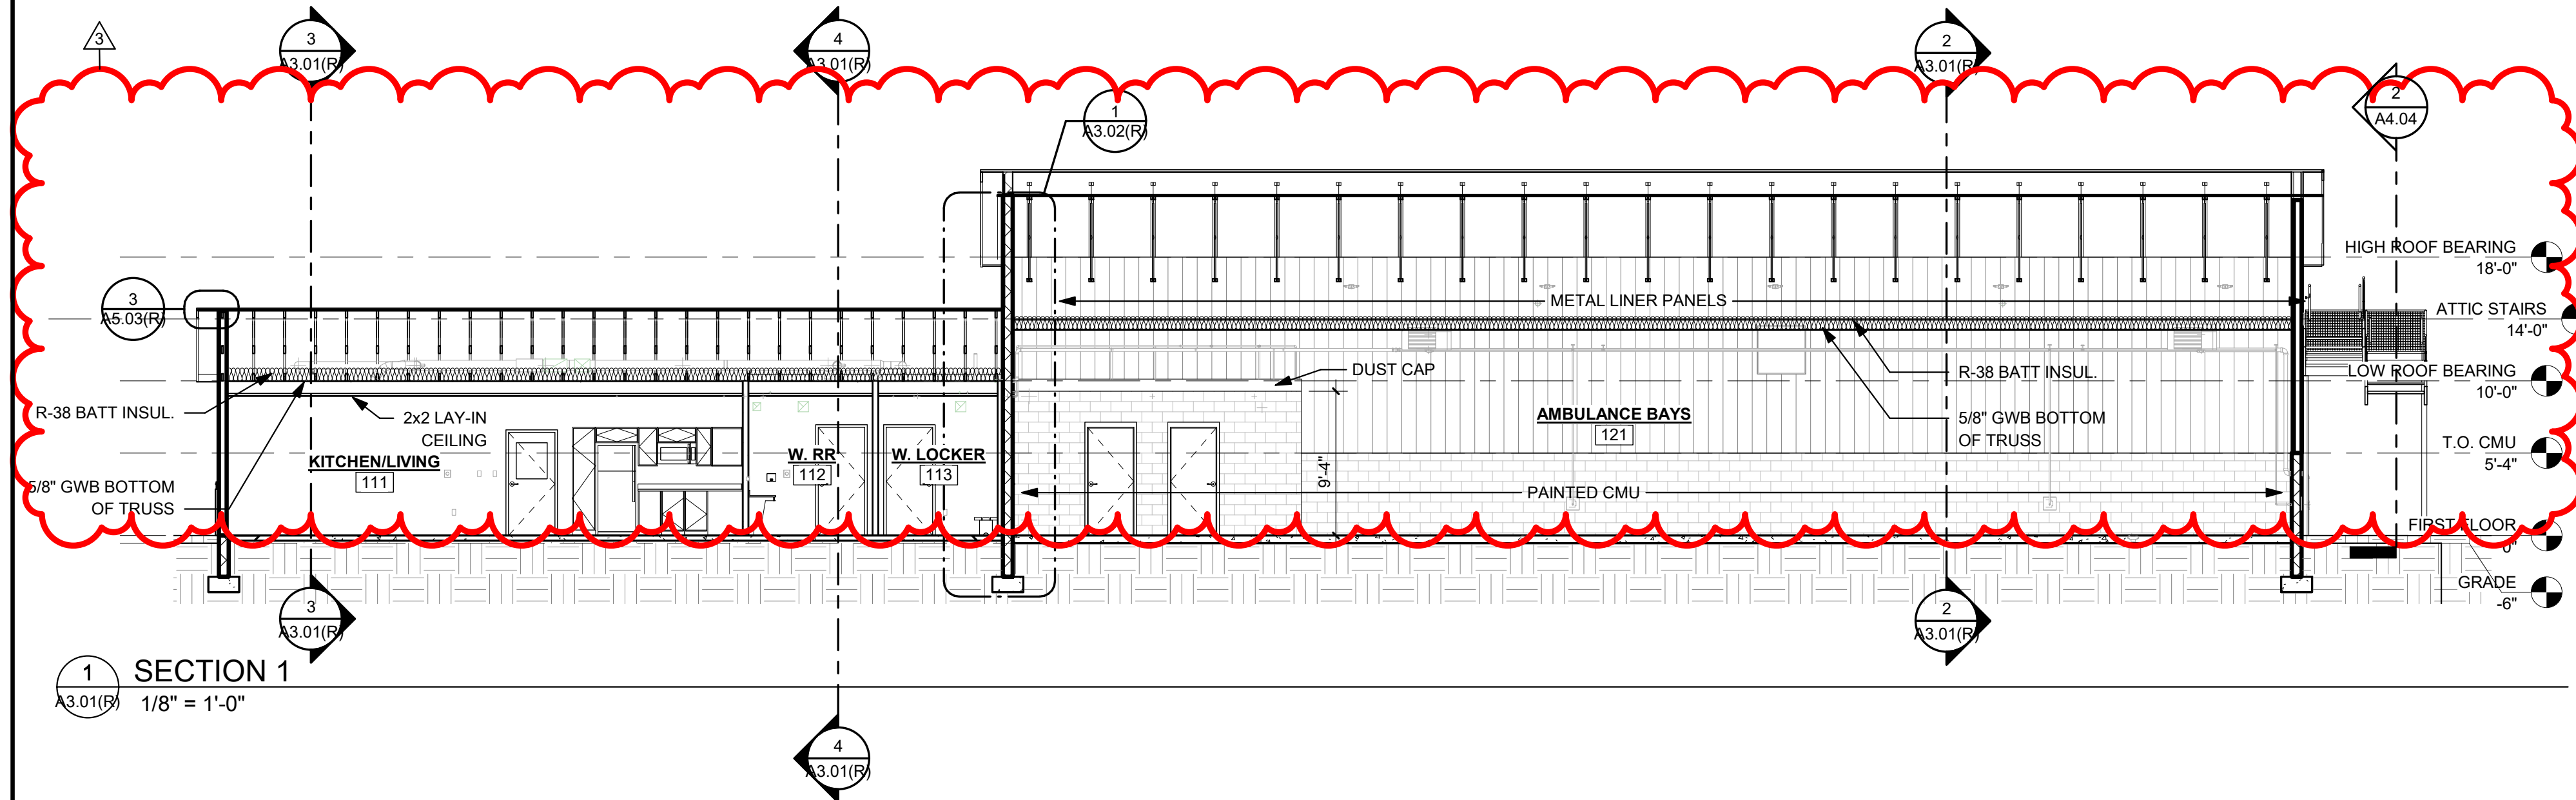 3
3
A3.01(R)
4
A3.01(R)
2
A3.01(R)
1
A3.02(R)
2
A4.04
HIGH ROOF BEARING
18'-0"
METAL LINER PANELS
3
A5.03(R)
ATTIC STAIRS
14'-0"
DUST CAP
R-38 BATT INSUL.
LOW ROOF BEARING
10'-0"
R-38 BATT INSUL.
2x2 LAY-IN
CEILING
AMBULANCE BAYS
121
5/8" GWB BOTTOM
OF TRUSS
T.O. CMU
5'-4"
KITCHEN/LIVING
111
W. RR
112
W. LOCKER
113
9'-4"
5/8" GWB BOTTOM
OF TRUSS
PAINTED CMU
FIRST FLOOR
0"
GRADE
-6"
3
A3.01(R)
2
A3.01(R)
1
A3.01(R)
SECTION 1
1/8" = 1'-0"
4
A3.01(R)